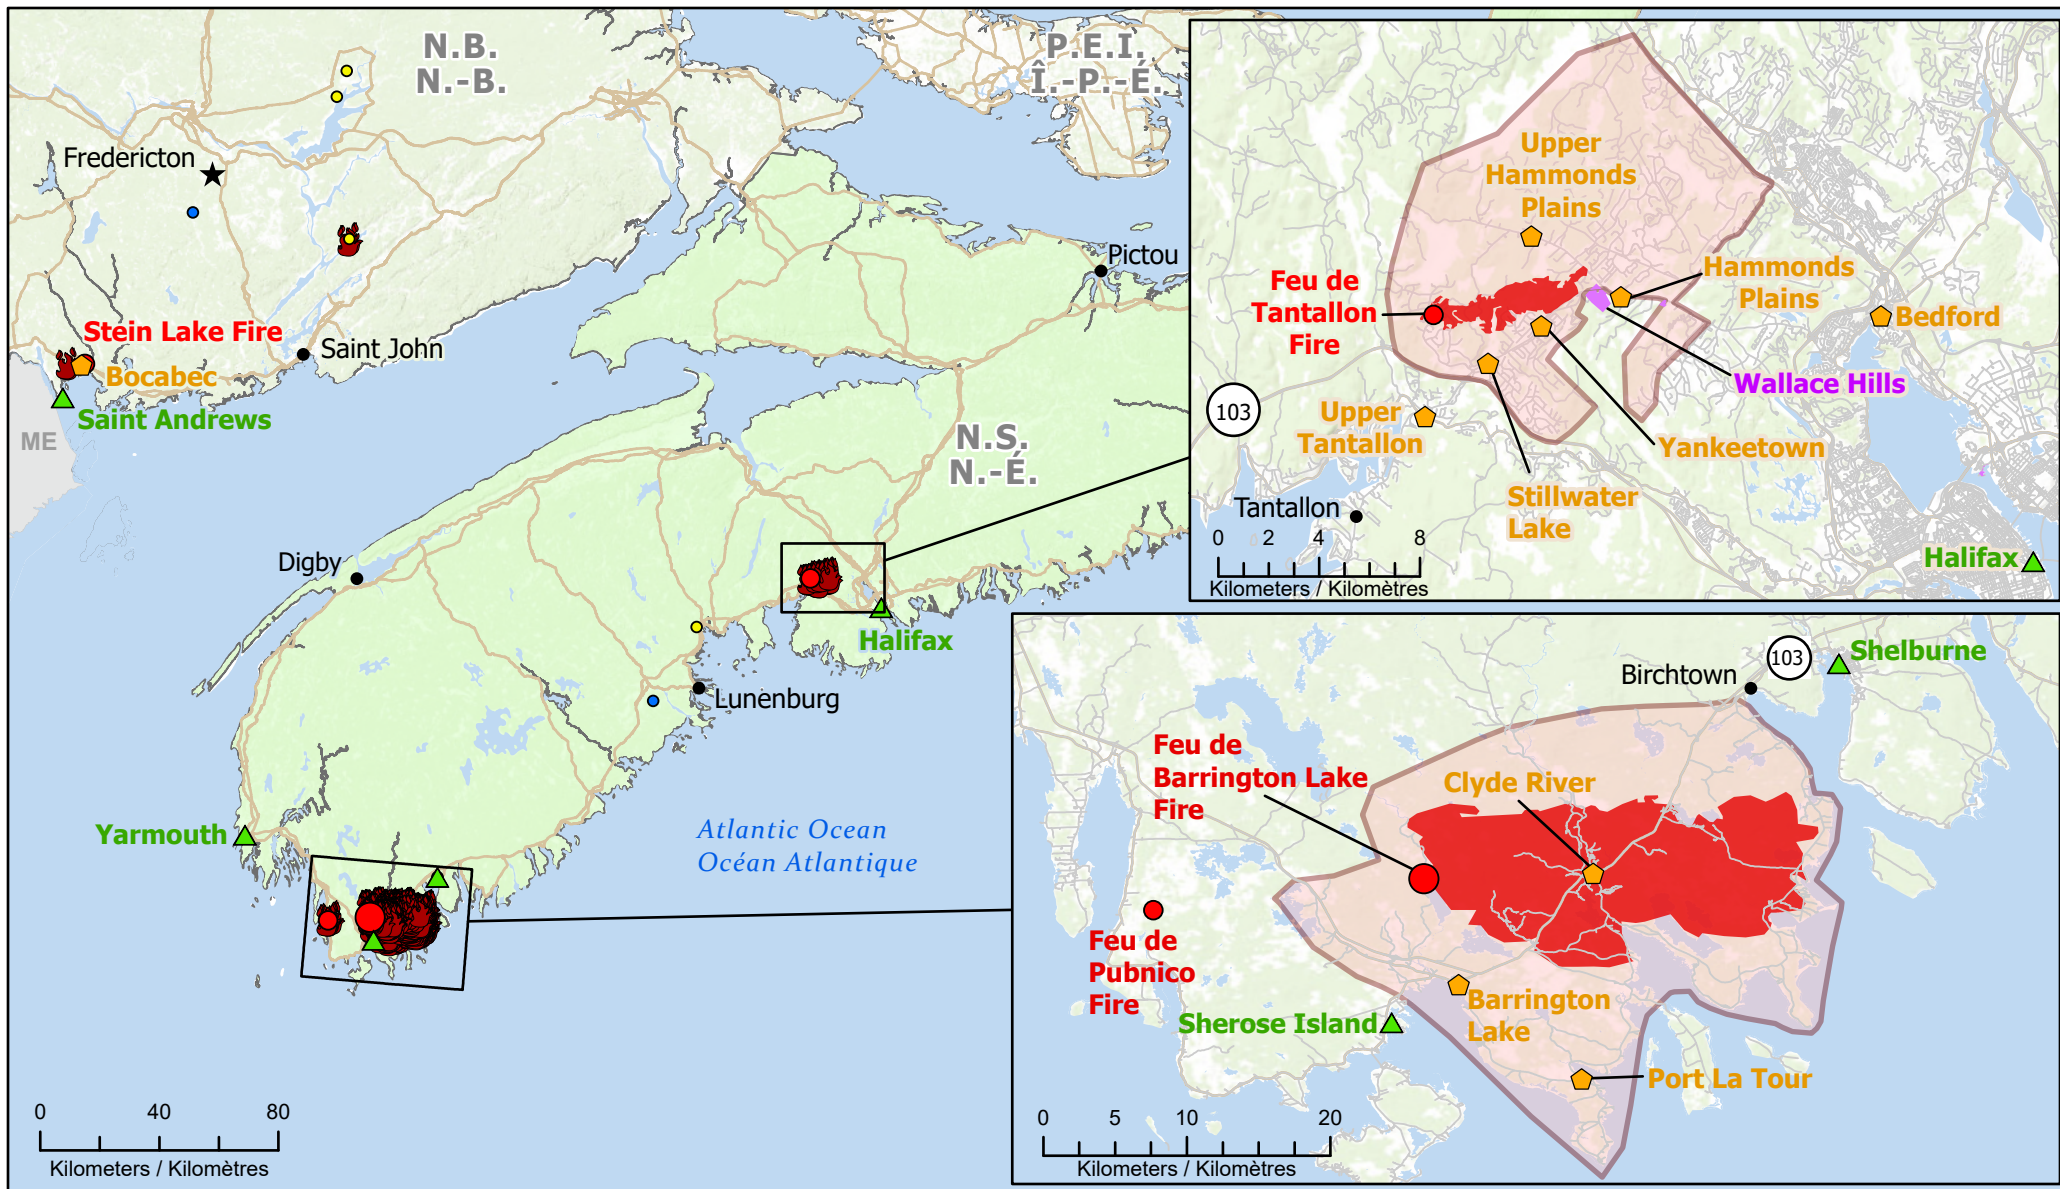 N.B.
N.-B.
P.E.I.
Î.-P.-É.
Fredericton
Pictou
Stein Lake Fire
Saint John
Bocabec
Saint Andrews
ME
N.S.
N.-É.
Digby
Halifax
Lunenburg
Yarmouth
Atlantic Ocean
Océan Atlantique
0 40 80
Kilometers / Kilomètres
Upper
Hammonds
Plains
Feu de
Tantallon
Fire
Hammonds
Plains
Bedford
Wallace Hills
103
Upper
Tantallon
Yankeetown
Stillwater
Lake
Tantallon
0 2 4 8
Kilometers / Kilomètres
Halifax
103
Shelburne
Birchtown
Feu de
Barrington Lake
Fire
Clyde River
Feu de
Pubnico
Fire
Barrington
Lake
Sherose Island
Port La Tour
0 5 10 20
Kilometers / Kilomètres